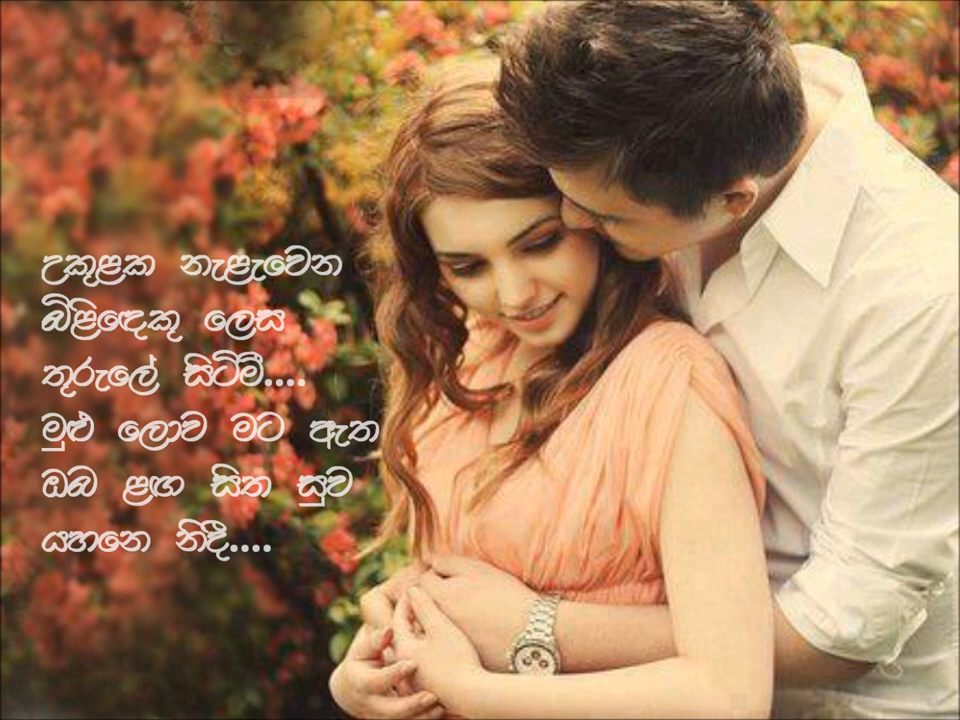 උකුළක නැළැවෙන
බිළිඳෙකු ලෙස
තුරුලේ සිටිමී....
මුළු ලොව මට ඇත
ඔබ ළඟ සිත සුව
යහනෙ නිදී....